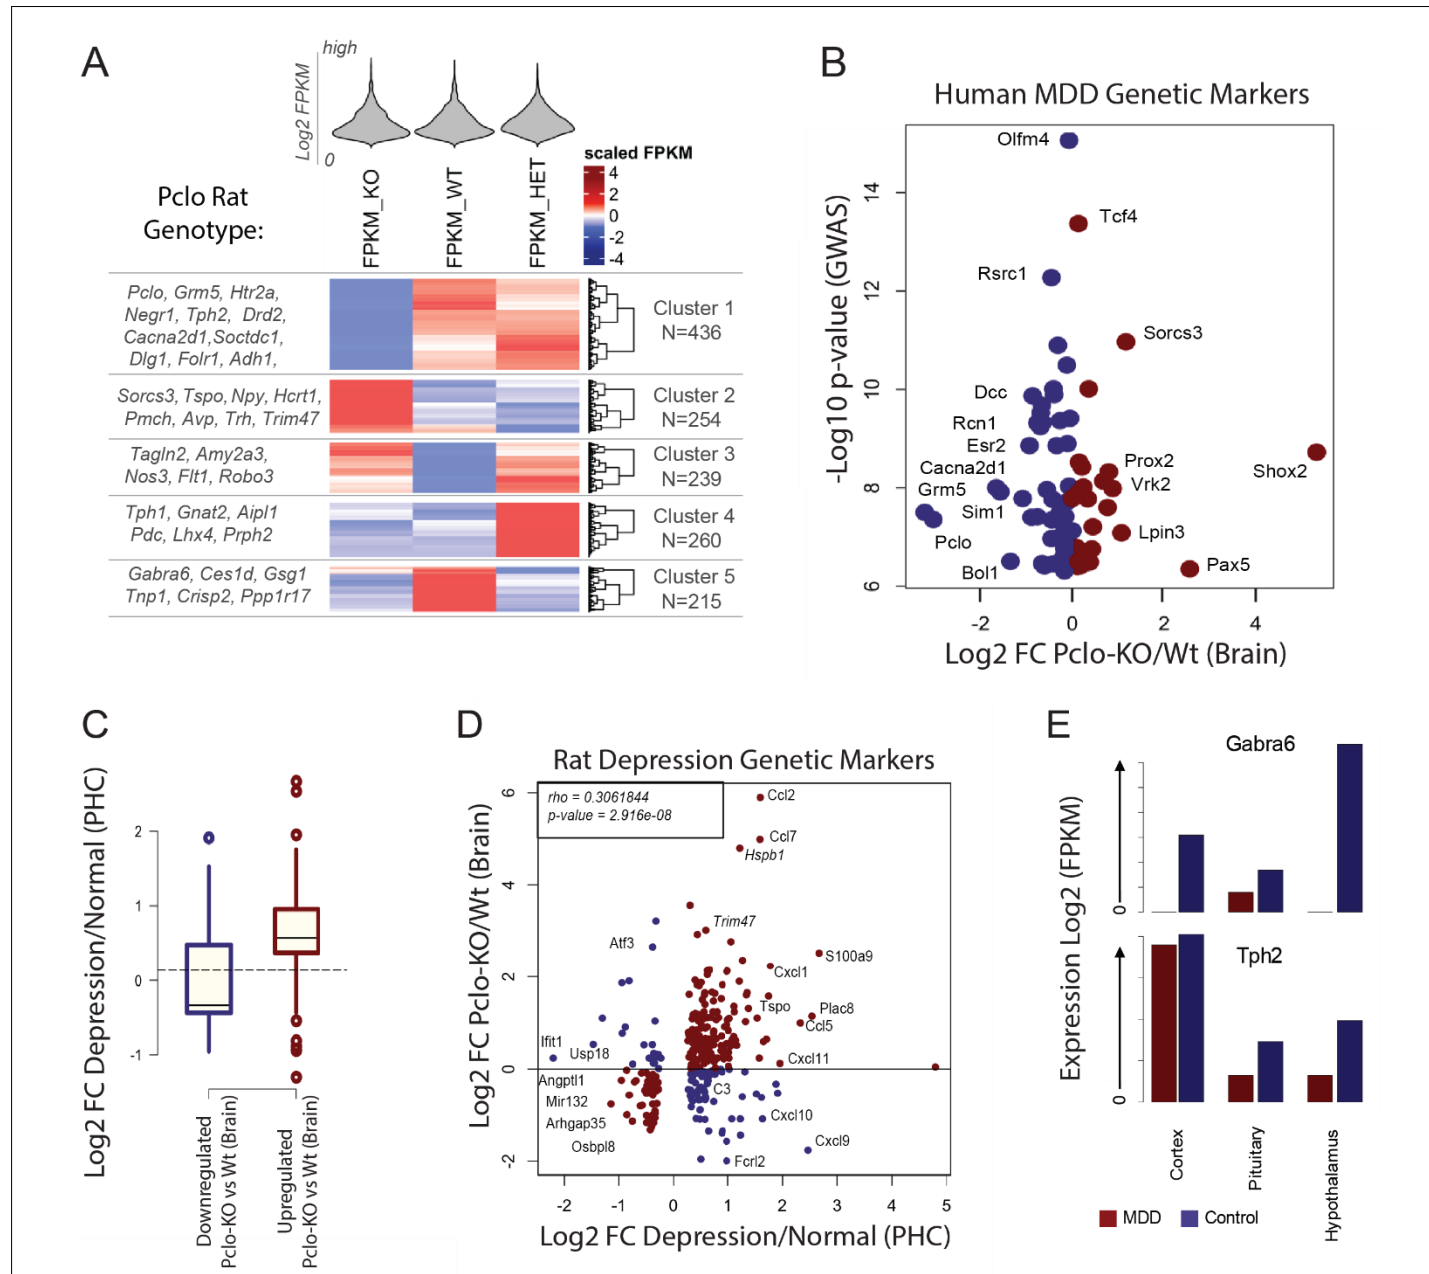 A
high
Log2 FPKM
0
Pclo Rat
Genotype:
FPKM_KO
FPKM_WT
FPKM_HET
scaled FPKM
4
2
0
-2
-4
Pclo, Grm5, Htr2a,
Negr1, Tph2, Drd2,
Cacna2d1,Soctdc1,
Dlg1, Folr1, Adh1,
Cluster 1
N=436
Sorcs3, Tspo, Npy, Hcrt1,
Pmch, Avp, Trh, Trim47
Cluster 2
N=254
Tagln2, Amy2a3,
Nos3, Flt1, Robo3
Cluster 3
N=239
Tph1, Gnat2, Aipl1
Pdc, Lhx4, Prph2
Cluster 4
N=260
Gabra6, Ces1d, Gsg1
Tnp1, Crisp2, Ppp1r17
Cluster 5
N=215
B
Human MDD Genetic Markers
-Log10 p-value (GWAS)
14
12
10
8
6
Olfm4
Tcf4
Rsrc1
Sorcs3
Dcc
Rcn1
Esr2
Cacna2d1
Prox2
Shox2
Grm5
Vrk2
Sim1
Pclo
Lpin3
Bol1
Pax5
-2
0
2
4
Log2 FC Pclo-KO/Wt (Brain)
C
Log2 FC Depression/Normal (PHC)
2
1
0
-1
Downregulated
Pclo-KO vs Wt (Brain)
Upregulated
Pclo-KO vs Wt (Brain)
D
Rat Depression Genetic Markers
rho = 0.3061844
p-value = 2.916e-08
Log2 FC Pclo-KO/Wt (Brain)
6
4
2
0
-2
Ccl2
Ccl7
Hspb1
Trim47
Atf3
S100a9
Cxcl1
Tspo
Plac8
Ccl5
Ifit1
Usp18
Cxcl11
Angptl1
C3
Mir132
Cxcl10
Arhgap35
Osbpl8
Cxcl9
Fcrl2
-2
-1
0
1
2
3
4
5
Log2 FC Depression/Normal (PHC)
E
Gabra6
Expression Log2 (FPKM)
0
Tph2
0
Cortex
Pituitary
Hypothalamus
MDD
Control